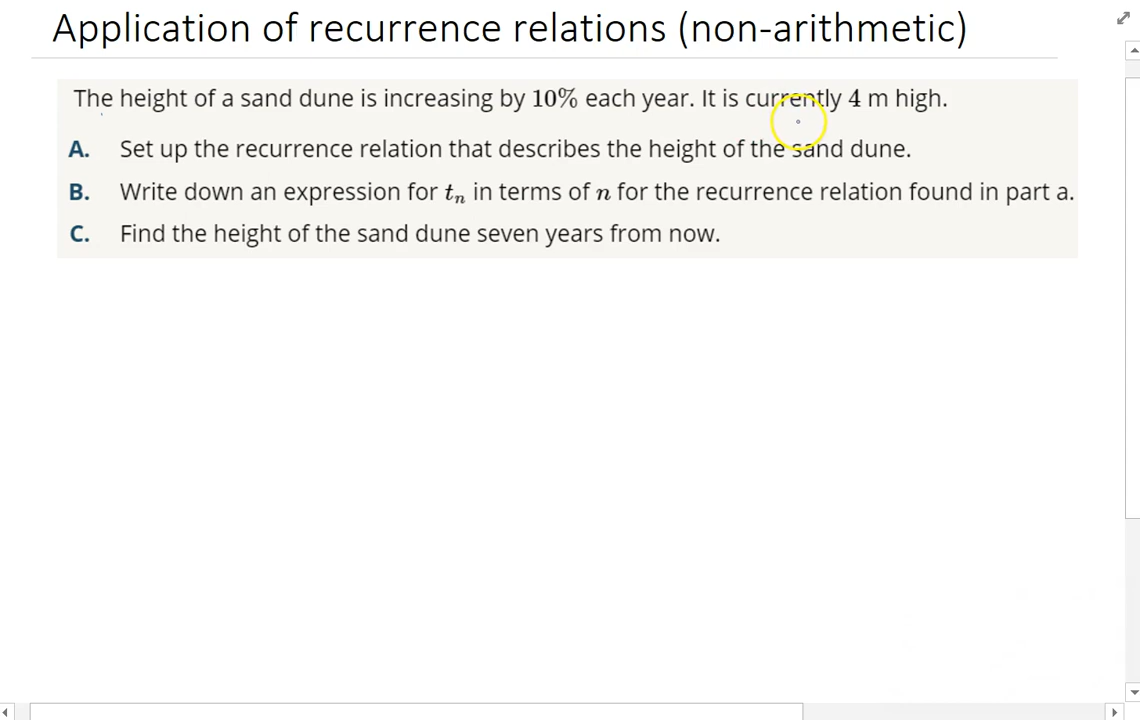 Application of recurrence relations (non-arithmetic)
The height of a sand dune is increasing by 10% each year. It is currently 4 m high.
A. Set up the recurrence relation that describes the height of the sand dune.
B. Write down an expression for tₙ in terms of n for the recurrence relation found in part a.
C. Find the height of the sand dune seven years from now.